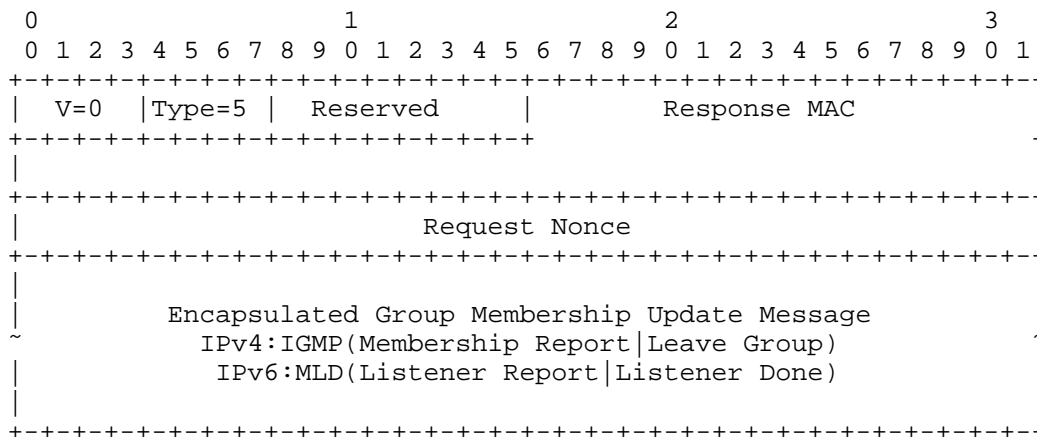 0                   1                   2                   3
0 1 2 3 4 5 6 7 8 9 0 1 2 3 4 5 6 7 8 9 0 1 2 3 4 5 6 7 8 9 0 1
+-+-+-+-+-+-+-+-+-+-+-+-+-+-+-+-+-+-+-+-+-+-+-+-+-+-+-+-+-+-+-+-
|  V=0  |Type=5 |  Reserved     |        Response MAC
+-+-+-+-+-+-+-+-+-+-+-+-+-+-+-+-+                               -
|
+-+-+-+-+-+-+-+-+-+-+-+-+-+-+-+-+-+-+-+-+-+-+-+-+-+-+-+-+-+-+-+-
|                         Request Nonce
+-+-+-+-+-+-+-+-+-+-+-+-+-+-+-+-+-+-+-+-+-+-+-+-+-+-+-+-+-+-+-+-
|
|         Encapsulated Group Membership Update Message
~           IPv4:IGMP(Membership Report|Leave Group)            ~
|            IPv6:MLD(Listener Report|Listener Done)
|
+-+-+-+-+-+-+-+-+-+-+-+-+-+-+-+-+-+-+-+-+-+-+-+-+-+-+-+-+-+-+-+-